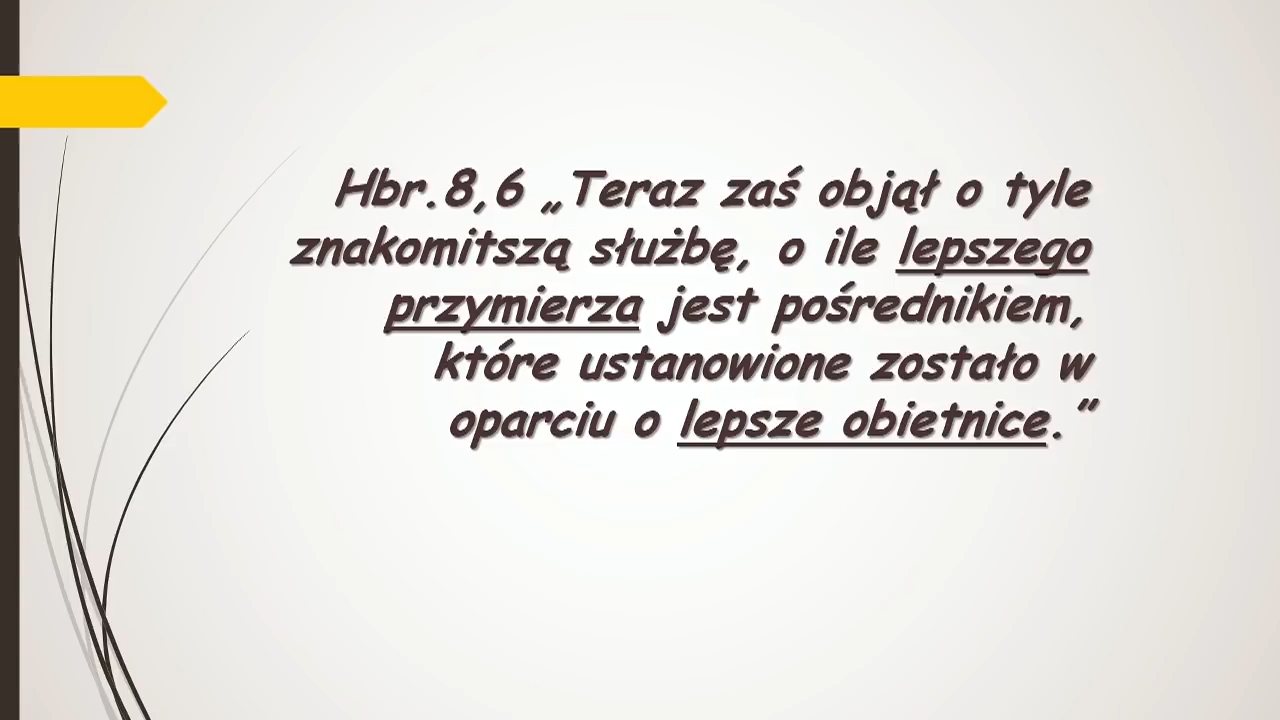 Hbr.8,6 „Teraz zaś objął o tyle
znakomitszą służbę, o ile lepszego
przymierza jest pośrednikiem,
które ustanowione zostało w
oparciu o lepsze obietnice.”